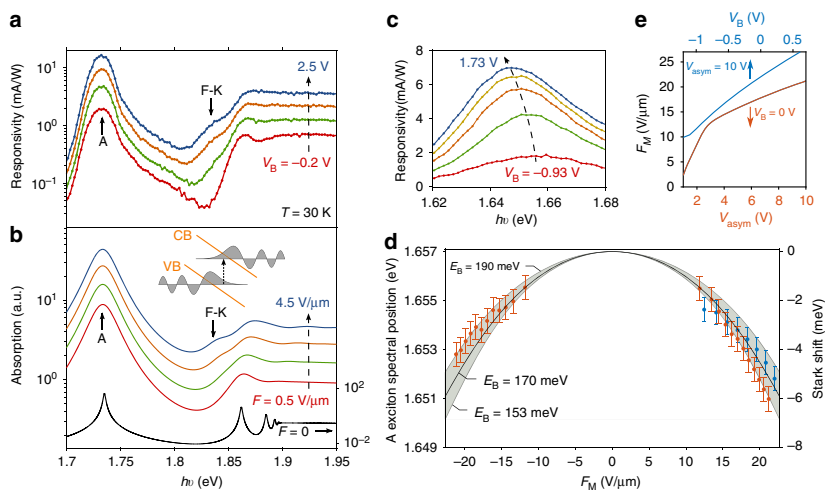 a
Responsivity (mA/W)
10¹
10⁰
10⁻¹
2.5 V
F-K
A
V_B = −0.2 V
T = 30 K
b
Absorption (a.u.)
10¹
10⁰
CB
VB
4.5 V/μm
F-K
A
F = 0.5 V/μm
F = 0
10²
10⁻²
1.7 1.75 1.8 1.85 1.9 1.95
hυ (eV)
c
Responsivity(mA/W)
8
6
4
2
0
1.73 V
V_B = −0.93 V
1.62 1.64 1.66 1.68
hυ (eV)
e
V_B (V)
−1 −0.5 0 0.5
F_M (V/μm)
25
20
15
10
5
0
V_asym = 10 V
V_B = 0 V
2 4 6 8 10
V_asym (V)
d
A exciton spectral position (eV)
1.657
1.655
1.653
1.651
1.649
E_B = 190 meV
E_B = 170 meV
E_B = 153 meV
0
−2
−4
−6
−8
Stark shift (meV)
−20 −15 −10 −5 0 5 10 15 20
F_M (V/μm)